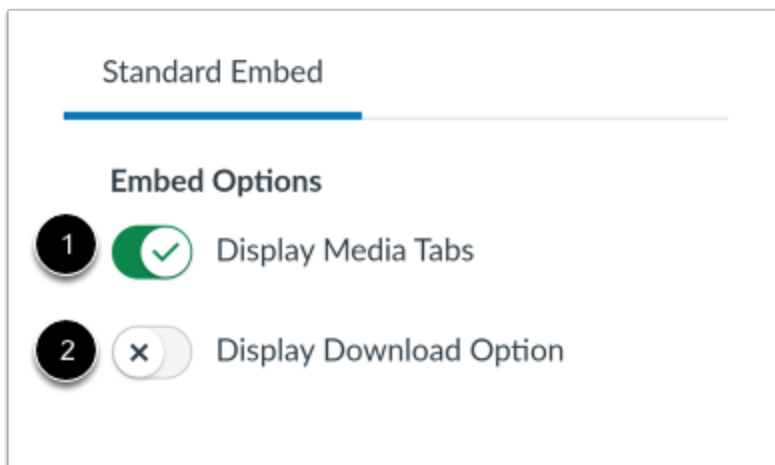 Standard Embed
Embed Options
1 Display Media Tabs
2 Display Download Option